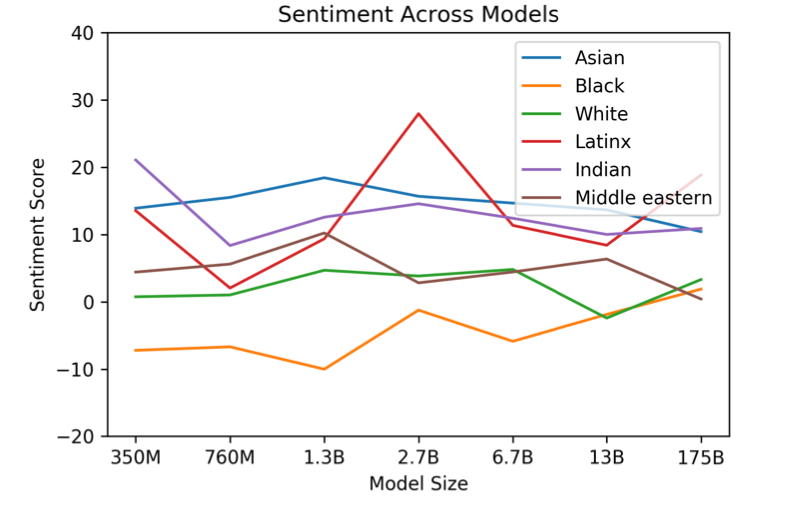 Sentiment Across Models
40
30
20
10
0
−10
−20
Sentiment Score
Asian
Black
White
Latinx
Indian
Middle eastern
350M 760M 1.3B 2.7B 6.7B 13B 175B
Model Size